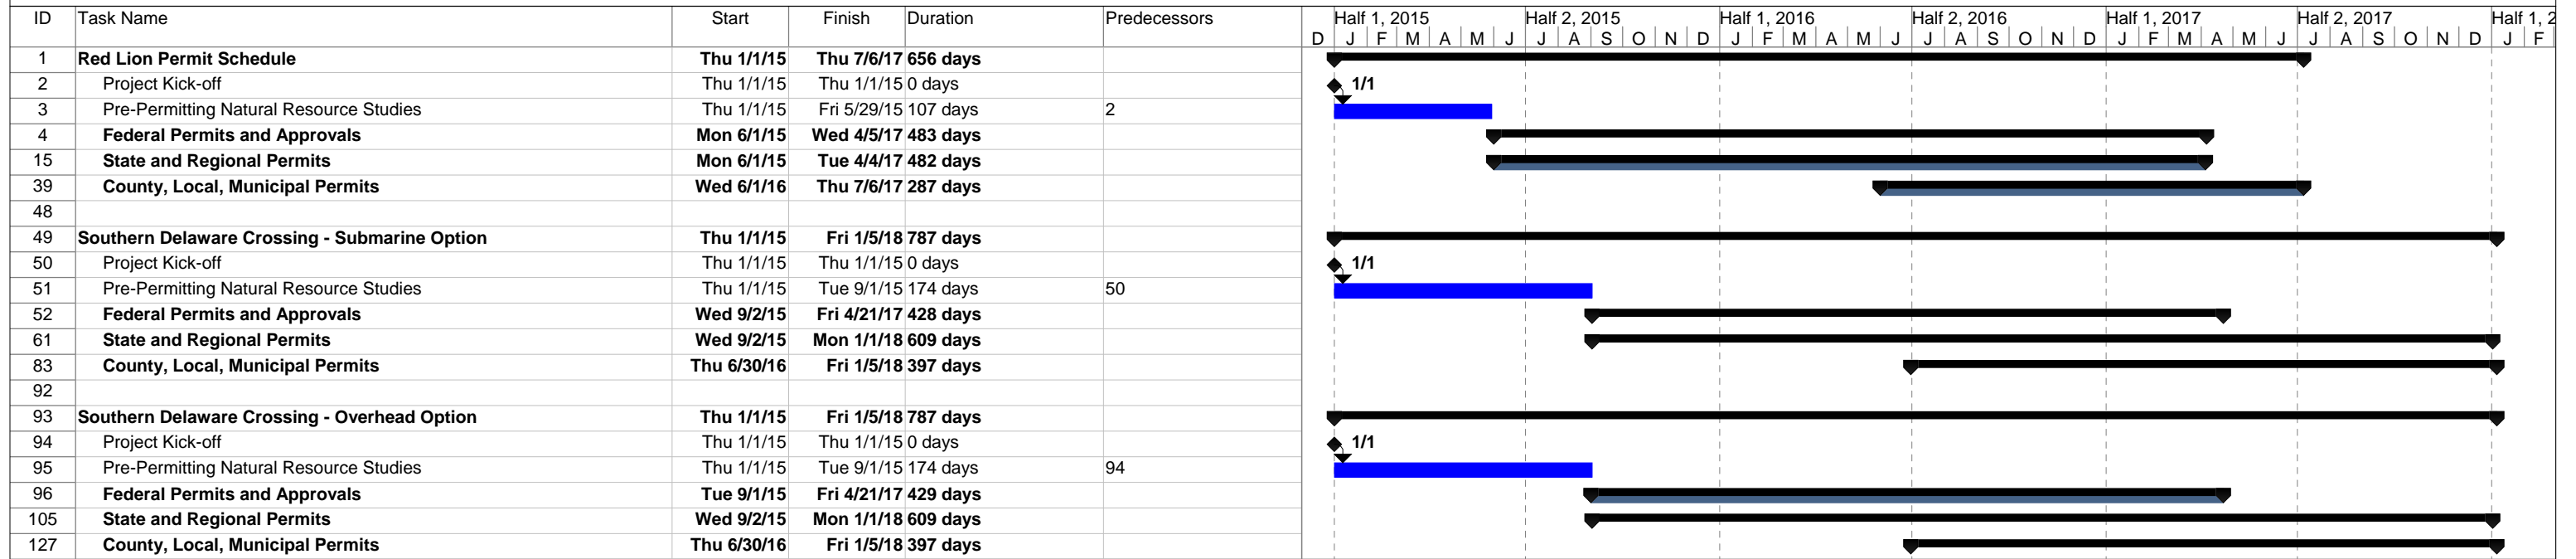 ID Task Name Start Finish Duration Predecessors Half 1, 2015 Half 2, 2015 Half 1, 2016 Half 2, 2016 Half 1, 2017 Half 2, 2017 Half 1, 2
D J F M A M J J A S O N D J F M A M J J A S O N D J F M A M J J A S O N D J F
1 Red Lion Permit Schedule Thu 1/1/15 Thu 7/6/17 656 days
2 Project Kick-off Thu 1/1/15 Thu 1/1/15 0 days 1/1
3 Pre-Permitting Natural Resource Studies Thu 1/1/15 Fri 5/29/15 107 days 2
4 Federal Permits and Approvals Mon 6/1/15 Wed 4/5/17 483 days
15 State and Regional Permits Mon 6/1/15 Tue 4/4/17 482 days
39 County, Local, Municipal Permits Wed 6/1/16 Thu 7/6/17 287 days
48
49 Southern Delaware Crossing - Submarine Option Thu 1/1/15 Fri 1/5/18 787 days
50 Project Kick-off Thu 1/1/15 Thu 1/1/15 0 days 1/1
51 Pre-Permitting Natural Resource Studies Thu 1/1/15 Tue 9/1/15 174 days 50
52 Federal Permits and Approvals Wed 9/2/15 Fri 4/21/17 428 days
61 State and Regional Permits Wed 9/2/15 Mon 1/1/18 609 days
83 County, Local, Municipal Permits Thu 6/30/16 Fri 1/5/18 397 days
92
93 Southern Delaware Crossing - Overhead Option Thu 1/1/15 Fri 1/5/18 787 days
94 Project Kick-off Thu 1/1/15 Thu 1/1/15 0 days 1/1
95 Pre-Permitting Natural Resource Studies Thu 1/1/15 Tue 9/1/15 174 days 94
96 Federal Permits and Approvals Tue 9/1/15 Fri 4/21/17 429 days
105 State and Regional Permits Wed 9/2/15 Mon 1/1/18 609 days
127 County, Local, Municipal Permits Thu 6/30/16 Fri 1/5/18 397 days